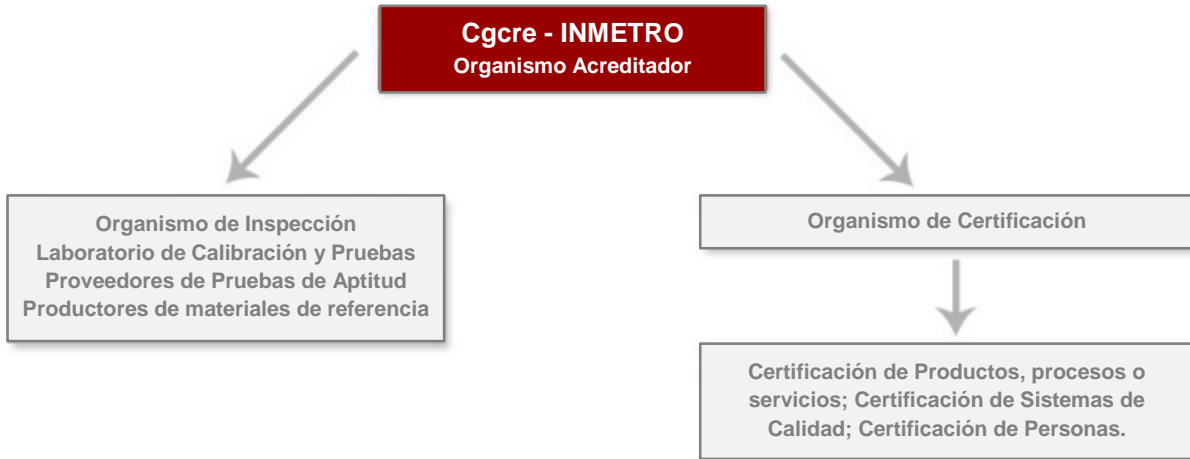 Cgcre - INMETRO
Organismo Acreditador
Organismo de Inspección
Laboratorio de Calibración y Pruebas
Proveedores de Pruebas de Aptitud
Productores de materiales de referencia
Organismo de Certificación
Certificación de Productos, procesos o
servicios; Certificación de Sistemas de
Calidad; Certificación de Personas.